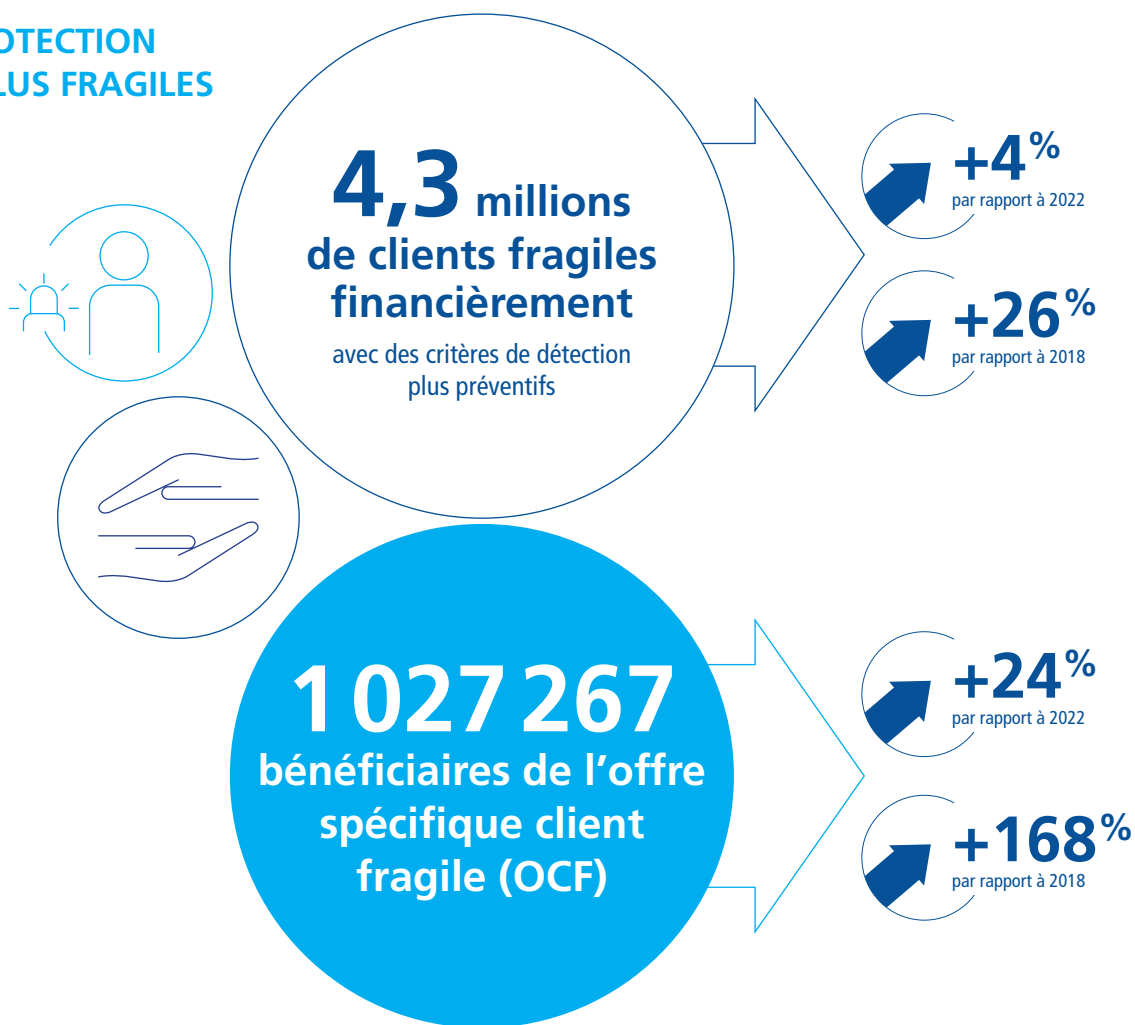 OTECTION
LUS FRAGILES
4,3 millions
de clients fragiles
financièrement
avec des critères de détection
plus préventifs
+4%
par rapport à 2022
+26%
par rapport à 2018
1 027 267
bénéficiaires de l’offre
spécifique client
fragile (OCF)
+24%
par rapport à 2022
+168%
par rapport à 2018